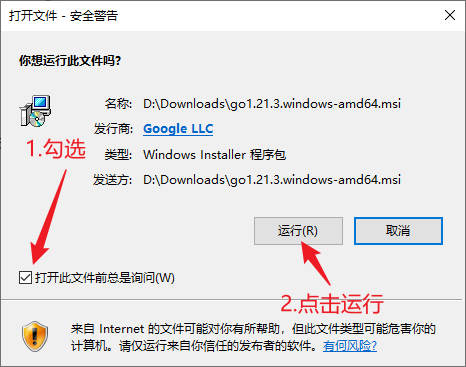 打开文件 - 安全警告
你想运行此文件吗?
名称: D:\Downloads\go1.21.3.windows-amd64.msi
发行商: Google LLC
1.勾选
类型: Windows Installer 程序包
发送方: D:\Downloads\go1.21.3.windows-amd64.msi
运行(R) 取消
打开此文件前总是询问(W)
2.点击运行
来自 Internet 的文件可能对你有所帮助，但此文件类型可能危害你的
计算机。请仅运行来自你信任的发布者的软件。有何风险?